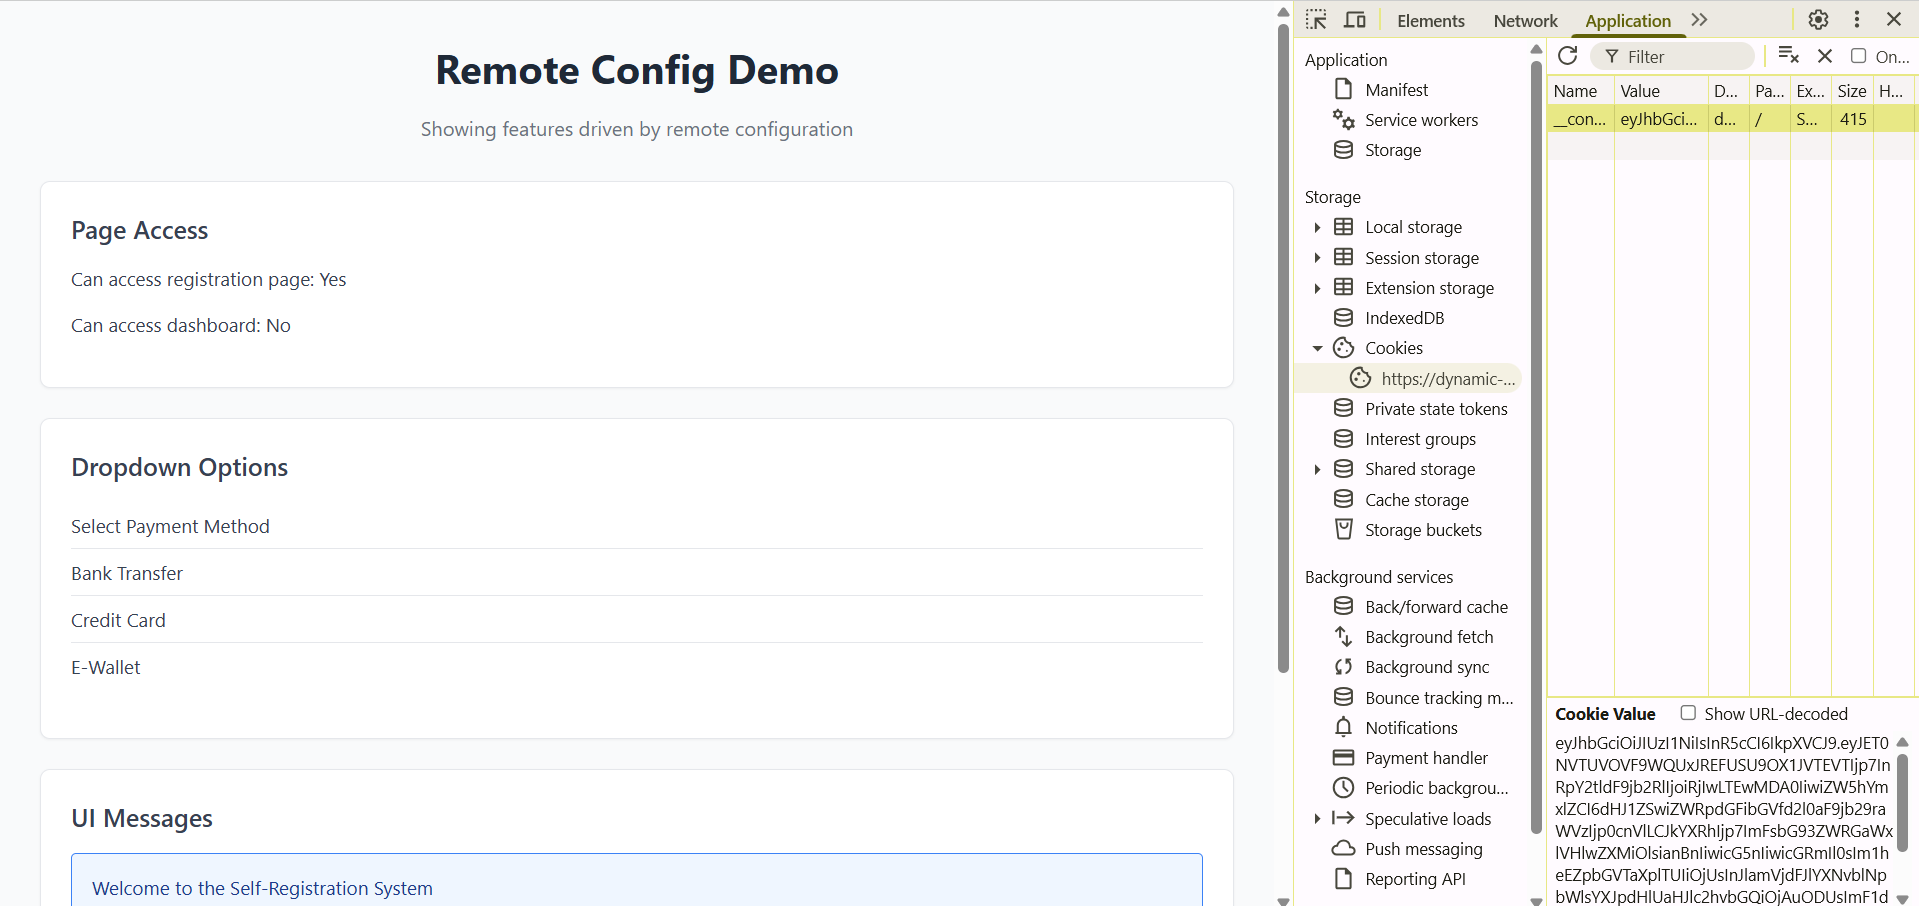 Remote Config Demo
Showing features driven by remote configuration
Page Access
Can access registration page: Yes
Can access dashboard: No
Dropdown Options
Select Payment Method
Bank Transfer
Credit Card
E-Wallet
UI Messages
Welcome to the Self-Registration System
Elements Network Application
Application
Manifest
Service workers
Storage
Storage
Local storage
Session storage
Extension storage
IndexedDB
Cookies
https://dynamic-...
Private state tokens
Interest groups
Shared storage
Cache storage
Storage buckets
Background services
Back/forward cache
Background fetch
Background sync
Bounce tracking m...
Notifications
Payment handler
Periodic backgrou...
Speculative loads
Push messaging
Reporting API
Filter On...
Name Value D... Pa... Ex... Size H...
__con... eyJhbGci... d... / S... 415
Cookie Value Show URL-decoded